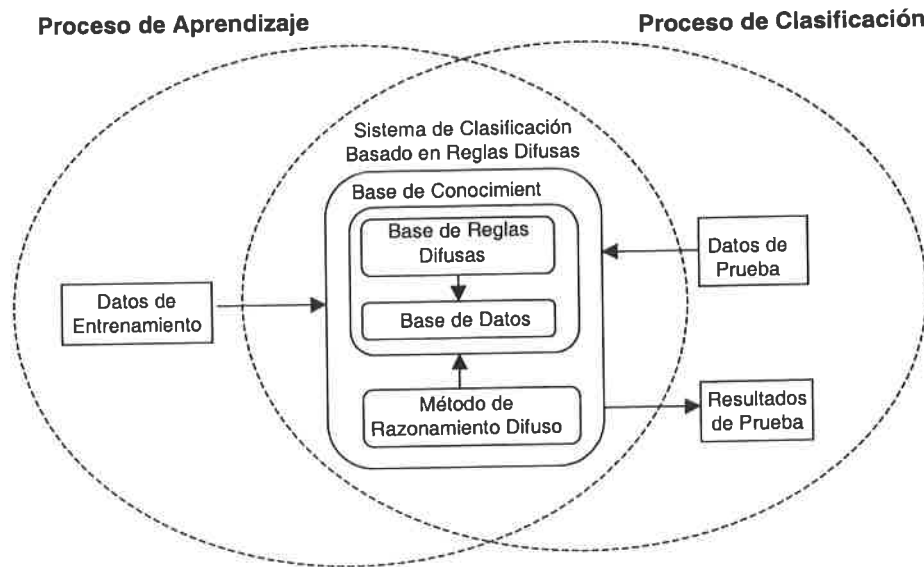 Proceso de Aprendizaje
Proceso de Clasificación
Sistema de Clasificación
Basado en Reglas Difusas
Base de Conocimient
Base de Reglas
Difusas
Datos de
Prueba
Datos de
Entrenamiento
Base de Datos
Método de
Razonamiento Difuso
Resultados
de Prueba